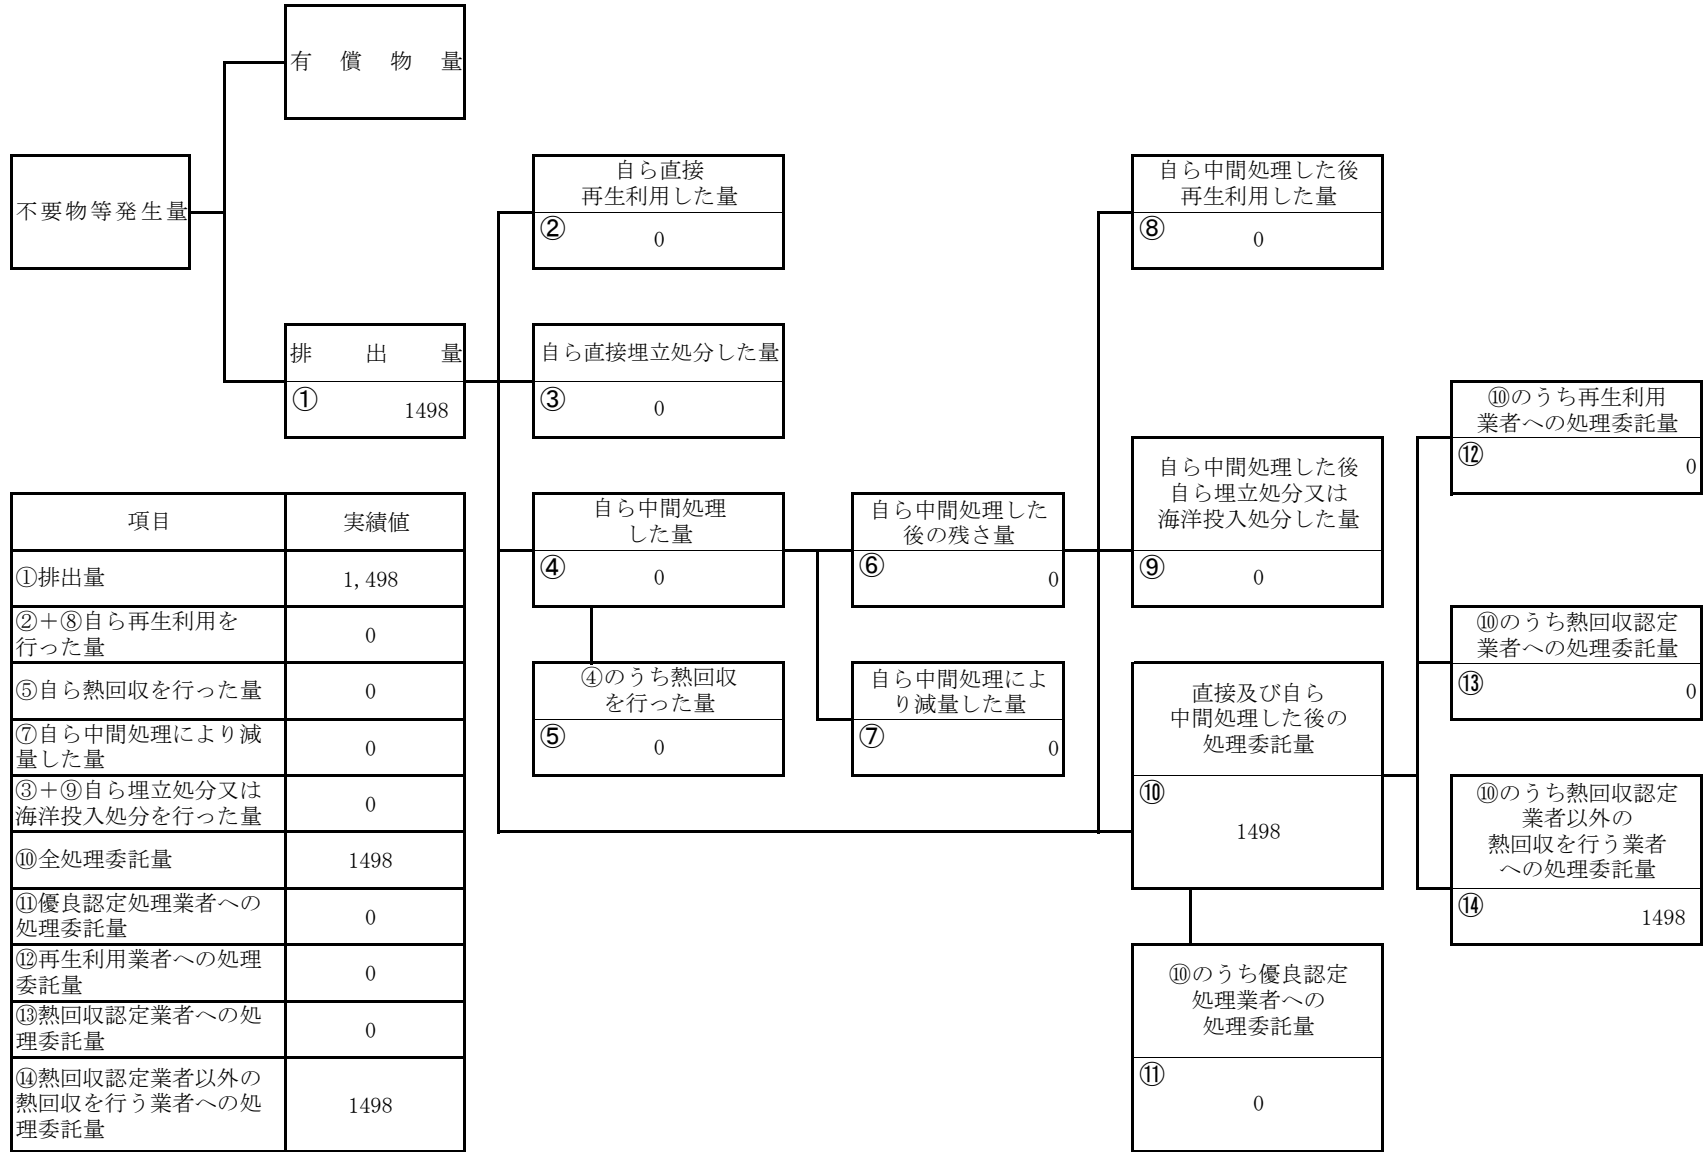 有償物量
不要物等発生量
排出量
①
1498
自ら直接
再生利用した量
②
0
自ら直接埋立処分した量
③
0
自ら中間処理
した量
④
0
④のうち熱回収
を行った量
⑤
0
自ら中間処理した
後の残さ量
⑥
0
自ら中間処理によ
り減量した量
⑦
0
自ら中間処理した後
再生利用した量
⑧
0
自ら中間処理した後
自ら埋立処分又は
海洋投入処分した量
⑨
0
直接及び自ら
中間処理した後の
処理委託量
⑩
1498
⑩のうち優良認定
処理業者への
処理委託量
⑪
0
⑩のうち再生利用
業者への処理委託量
⑫
0
⑩のうち熱回収認定
業者への処理委託量
⑬
0
⑩のうち熱回収認定
業者以外の
熱回収を行う業者
への処理委託量
⑭
1498
項目 実績値
①排出量 1,498
②＋⑧自ら再生利用を
行った量 0
⑤自ら熱回収を行った量 0
⑦自ら中間処理により減
量した量 0
③＋⑨自ら埋立処分又は
海洋投入処分を行った量 0
⑩全処理委託量 1498
⑪優良認定処理業者への
処理委託量 0
⑫再生利用業者への処理
委託量 0
⑬熱回収認定業者への処
理委託量 0
⑭熱回収認定業者以外の
熱回収を行う業者への処
理委託量 1498